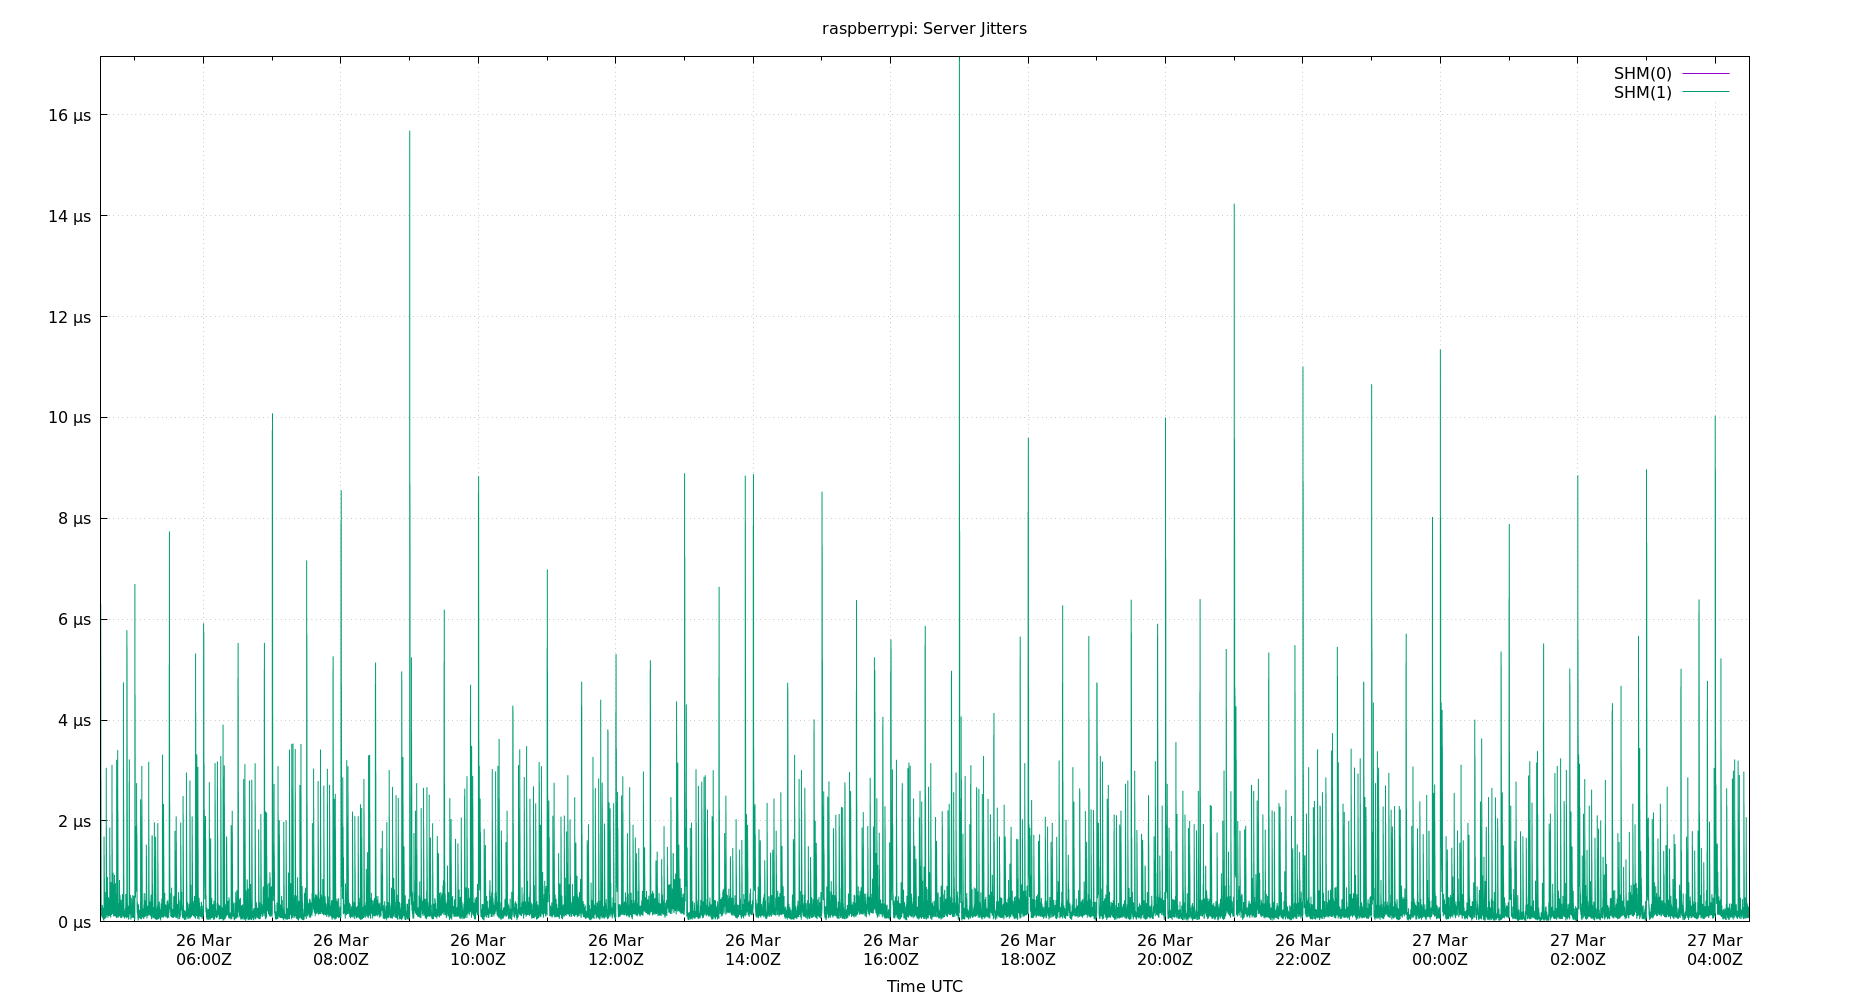 raspberrypi: Server Jitters
SHM(0)
SHM(1)
16 µs
14 µs
12 µs
10 µs
8 µs
6 µs
4 µs
2 µs
0 µs
26 Mar 06:00Z
26 Mar 08:00Z
26 Mar 10:00Z
26 Mar 12:00Z
26 Mar 14:00Z
26 Mar 16:00Z
26 Mar 18:00Z
26 Mar 20:00Z
26 Mar 22:00Z
27 Mar 00:00Z
27 Mar 02:00Z
27 Mar 04:00Z
Time UTC